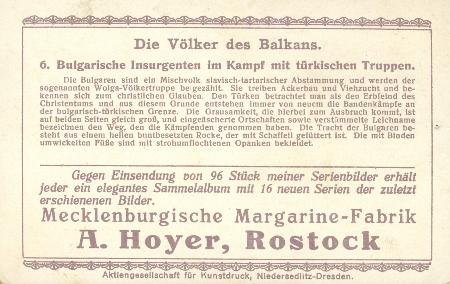 Die Völker des Balkans.
6. Bulgarische Insurgenten im Kampf mit türkischen Truppen.
Die Bulgaren sind ein Mischvolk slavisch-tartarischer Abstammung und werden der
sogenannten Wolga-Völkertruppe beigezählt. Sie treiben Ackerbau und Viehzucht und be-
kennen sich zum christlichen Glauben. Den Türken betrachtet man als den Erbfeind des
Christentums und aus diesem Grunde entstehen immer von neuem die Bandenkämpfe an
der bulgarisch-türkischen Grenze. Die Grausamkeit, die hierbei zum Ausbruch kommt, ist
auf beiden Seiten gleich groß, und eingeäscherte Ortschaften sowie verstümmelte Leichname
bezeichnen den Weg, den die Kämpfenden genommen haben. Die Tracht der Bulgaren be-
steht aus einem hellen buntbesetzten Rocke, der mit Schaffell gefüttert ist. Die mit Binden
umwickelten Füße sind mit strohumflochtenen Opanken bekleidet.
Gegen Einsendung von 96 Stück meiner Serienbilder erhält
jeder ein elegantes Sammelalbum mit 16 neuen Serien der zuletzt
erschienenen Bilder.
Mecklenburgische Margarine-Fabrik
A. Hoyer, Rostock
Aktiengesellschaft für Kunstdruck, Niedersedlitz-Dresden.